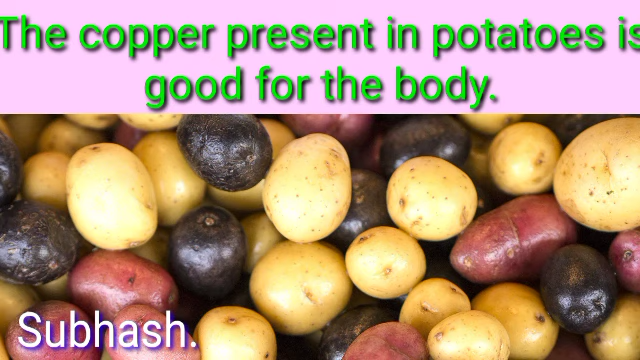 The copper present in potatoes is
good for the body.
Subhash.